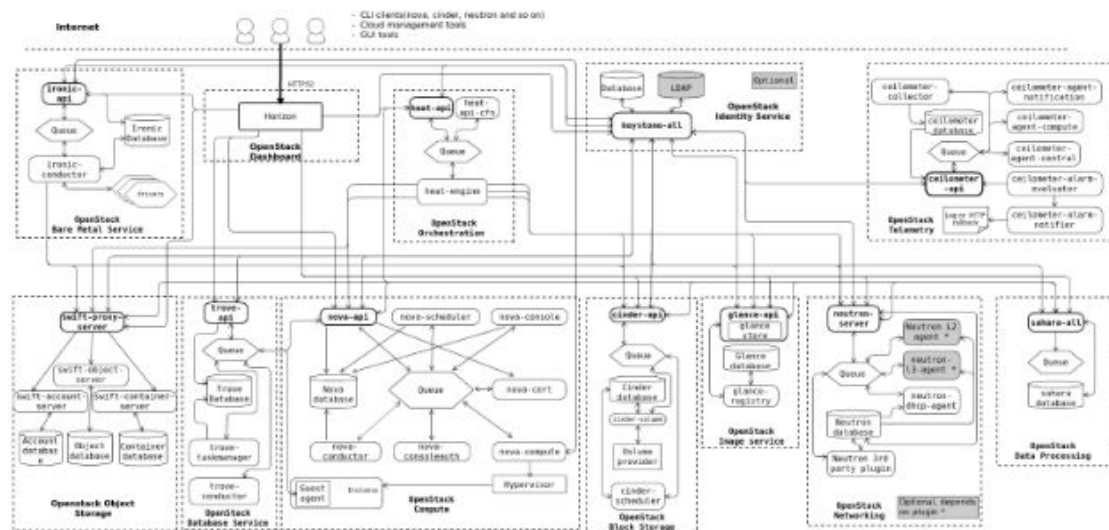 Internet
- CLI clients(nova, cinder, neutron and so on)
- Cloud management tools
- GUI tools
HTTPS
ironic-
api
Queue
Ironic
Database
ironic-
conductor
drivers
OpenStack
Bare Metal Service
Horizon
OpenStack
Dashboard
heat-api
heat-
api-cfn
Queue
heat-engine
OpenStack
Orchestration
Database
LDAP
Optional
OpenStack
Identity Service
keystone-all
ceilometer-
collector
ceilometer
database
Queue
ceilometer
-api
ceilometer-agent-
notification
ceilometer-
agent-compute
ceilometer-
agent-central
ceilometer-alarm-
evaluator
ceilometer-alarm-
notifier
OpenStack
Telemetry
swift-proxy-
server
swift-object-
server
swift-account-
server
swift-container-
server
Account
databas
e
Object
database
Container
database
Openstack Object
Storage
trove-
api
Queue
Trove
Database
trove-
taskmanager
trove-
conductor
OpenStack
Database Service
nova-api
nova-scheduler
nova-console
Nova
database
Queue
nova-cert
nova-
conductor
nova-
consoleauth
nova-compute
Guest
agent
Instance
Hypervisor
OpenStack
Compute
cinder-api
Queue
Cinder
database
cinder-volume
Volume
provider
cinder-
scheduler
OpenStack
Block Storage
glance-api
glance
store
Glance
database
glance-
registry
OpenStack
Image service
neutron-
server
Neutron L2
agent *
neutron-
L3-agent *
Queue
neutron-
dhcp-agent
Neutron
database
Neutron 3rd
party plugin
OpenStack
Networking
Optional depends
on plugin *
sahara-all
Queue
sahara
database
OpenStack
Data Processing